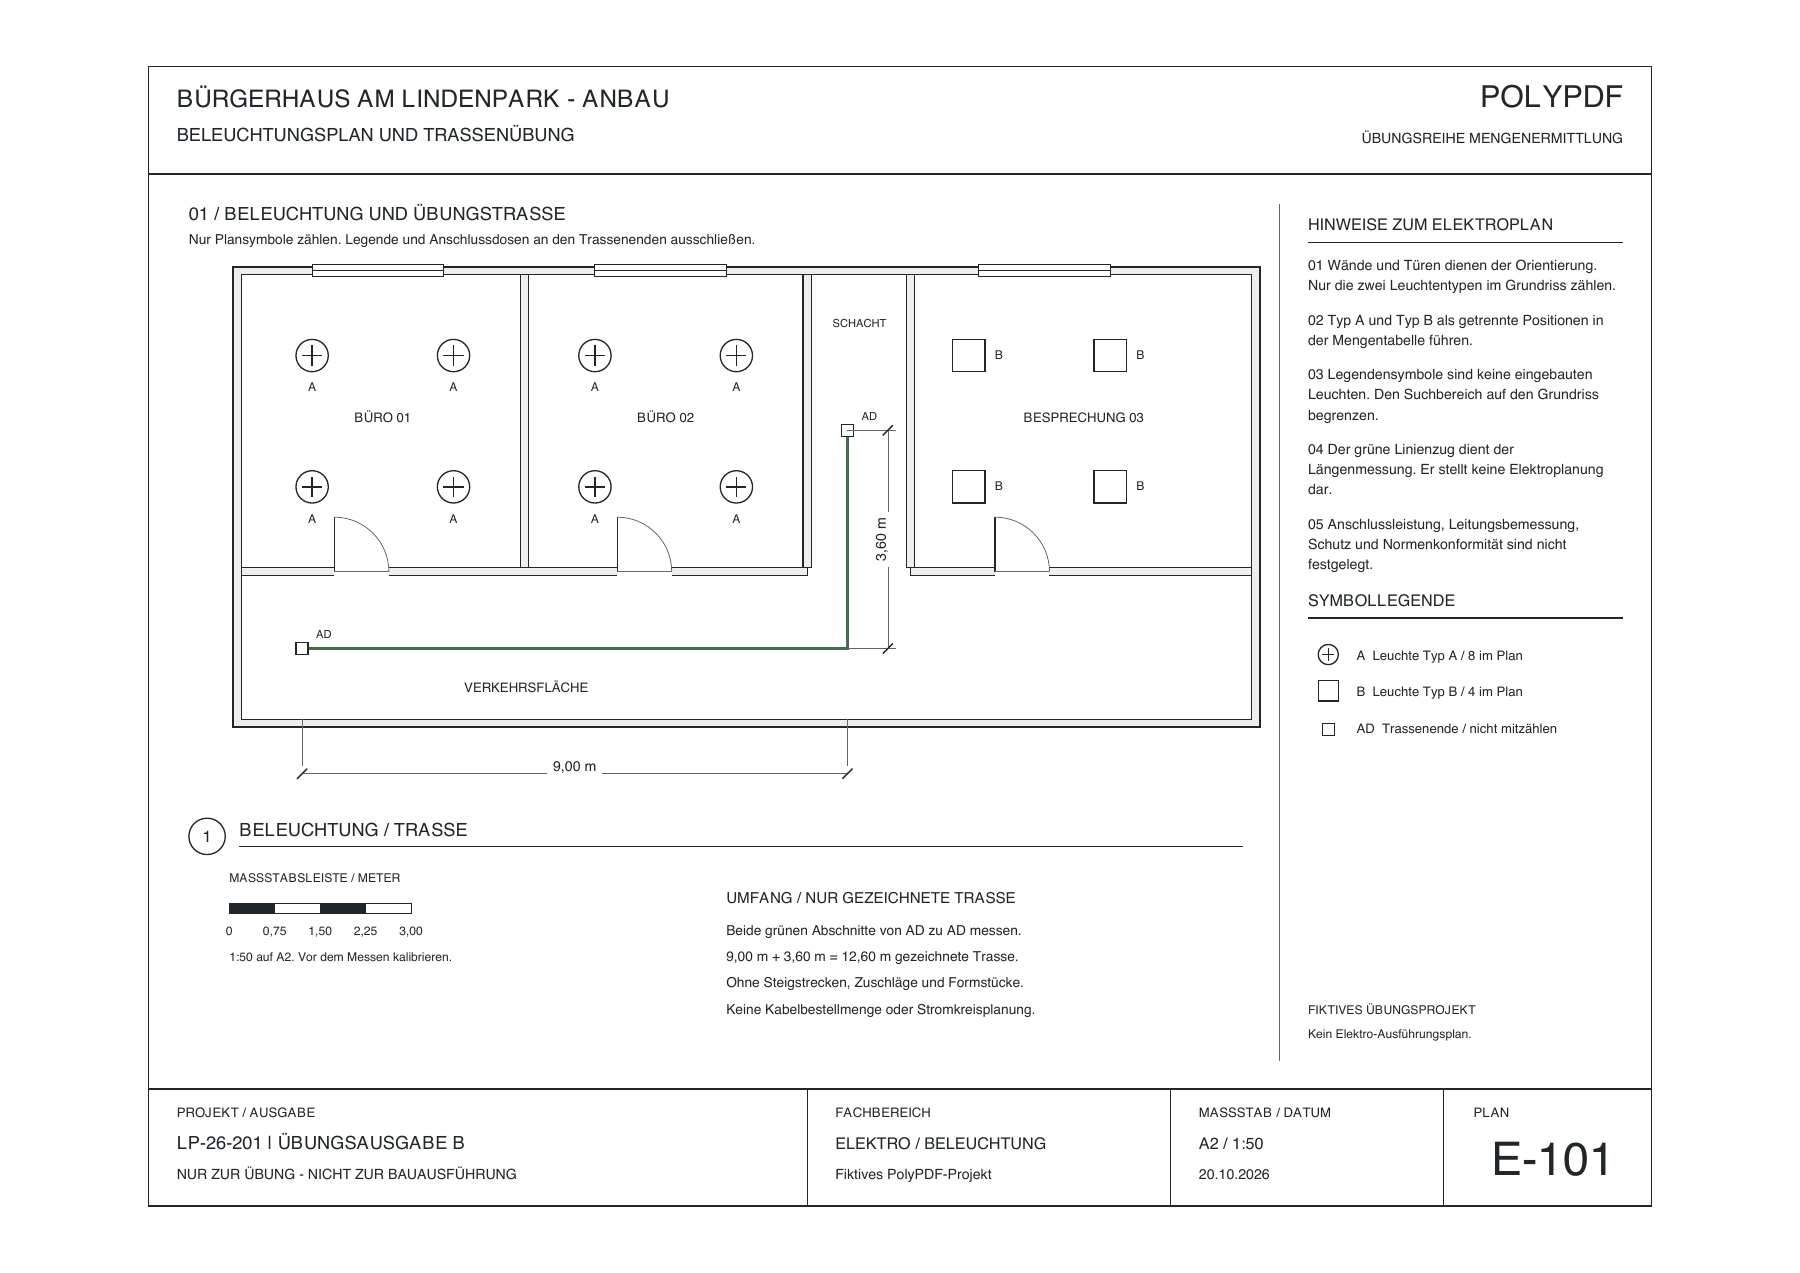 BÜRGERHAUS AM LINDENPARK - ANBAU
BELEUCHTUNGSPLAN UND TRASSENÜBUNG
POLYPDF
ÜBUNGSREIHE MENGENERMITTLUNG
01 / BELEUCHTUNG UND ÜBUNGSTRASSE
Nur Plansymbole zählen. Legende und Anschlussdosen an den Trassenenden ausschließen.
SCHACHT
B
B
A
A
A
A
BÜRO 01
BÜRO 02
AD
BESPRECHUNG 03
B
B
A
A
A
A
3,60 m
AD
VERKEHRSFLÄCHE
9,00 m
1
BELEUCHTUNG / TRASSE
MASSSTABSLEISTE / METER
0 0,75 1,50 2,25 3,00
1:50 auf A2. Vor dem Messen kalibrieren.
UMFANG / NUR GEZEICHNETE TRASSE
Beide grünen Abschnitte von AD zu AD messen.
9,00 m + 3,60 m = 12,60 m gezeichnete Trasse.
Ohne Steigstrecken, Zuschläge und Formstücke.
Keine Kabelbestellmenge oder Stromkreisplanung.
HINWEISE ZUM ELEKTROPLAN
01 Wände und Türen dienen der Orientierung.
Nur die zwei Leuchtentypen im Grundriss zählen.
02 Typ A und Typ B als getrennte Positionen in
der Mengentabelle führen.
03 Legendensymbole sind keine eingebauten
Leuchten. Den Suchbereich auf den Grundriss
begrenzen.
04 Der grüne Linienzug dient der
Längenmessung. Er stellt keine Elektroplanung
dar.
05 Anschlussleistung, Leitungsbemessung,
Schutz und Normenkonformität sind nicht
festgelegt.
SYMBOLLEGENDE
A Leuchte Typ A / 8 im Plan
B Leuchte Typ B / 4 im Plan
AD Trassenende / nicht mitzählen
FIKTIVES ÜBUNGSPROJEKT
Kein Elektro-Ausführungsplan.
PROJEKT / AUSGABE
LP-26-201 | ÜBUNGSAUSGABE B
NUR ZUR ÜBUNG - NICHT ZUR BAUAUSFÜHRUNG
FACHBEREICH
ELEKTRO / BELEUCHTUNG
Fiktives PolyPDF-Projekt
MASSSTAB / DATUM
A2 / 1:50
20.10.2026
PLAN
E-101